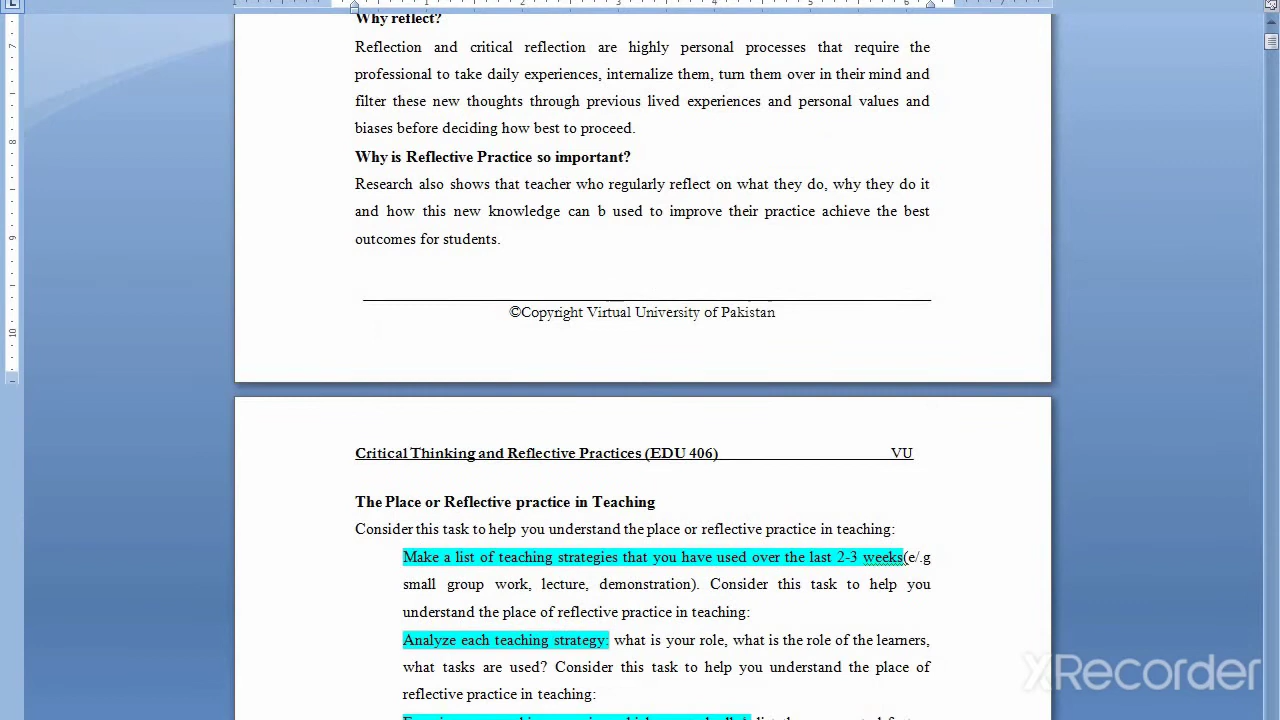 Why reflect?
Reflection and critical reflection are highly personal processes that require the
professional to take daily experiences, internalize them, turn them over in their mind and
filter these new thoughts through previous lived experiences and personal values and
biases before deciding how best to proceed.
Why is Reflective Practice so important?
Research also shows that teacher who regularly reflect on what they do, why they do it
and how this new knowledge can b used to improve their practice achieve the best
outcomes for students.
©Copyright Virtual University of Pakistan
Critical Thinking and Reflective Practices (EDU 406) VU
The Place or Reflective practice in Teaching
Consider this task to help you understand the place or reflective practice in teaching:
Make a list of teaching strategies that you have used over the last 2-3 weeks(e/.g
small group work, lecture, demonstration). Consider this task to help you
understand the place of reflective practice in teaching:
Analyze each teaching strategy: what is your role, what is the role of the learners,
what tasks are used? Consider this task to help you understand the place of
reflective practice in teaching:
XRecorder